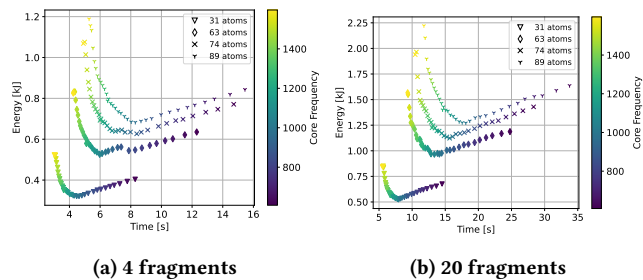 31 atoms
63 atoms
74 atoms
89 atoms
1.2
1.0
0.8
0.6
0.4
Energy [kJ]
4 6 8 10 12 14 16
Time [s]
1400
1200
1000
800
Core Frequency
(a) 4 fragments
31 atoms
63 atoms
74 atoms
89 atoms
2.25
2.00
1.75
1.50
1.25
1.00
0.75
0.50
Energy [kJ]
5 10 15 20 25 30 35
Time [s]
1400
1200
1000
800
Core Frequency
(b) 20 fragments